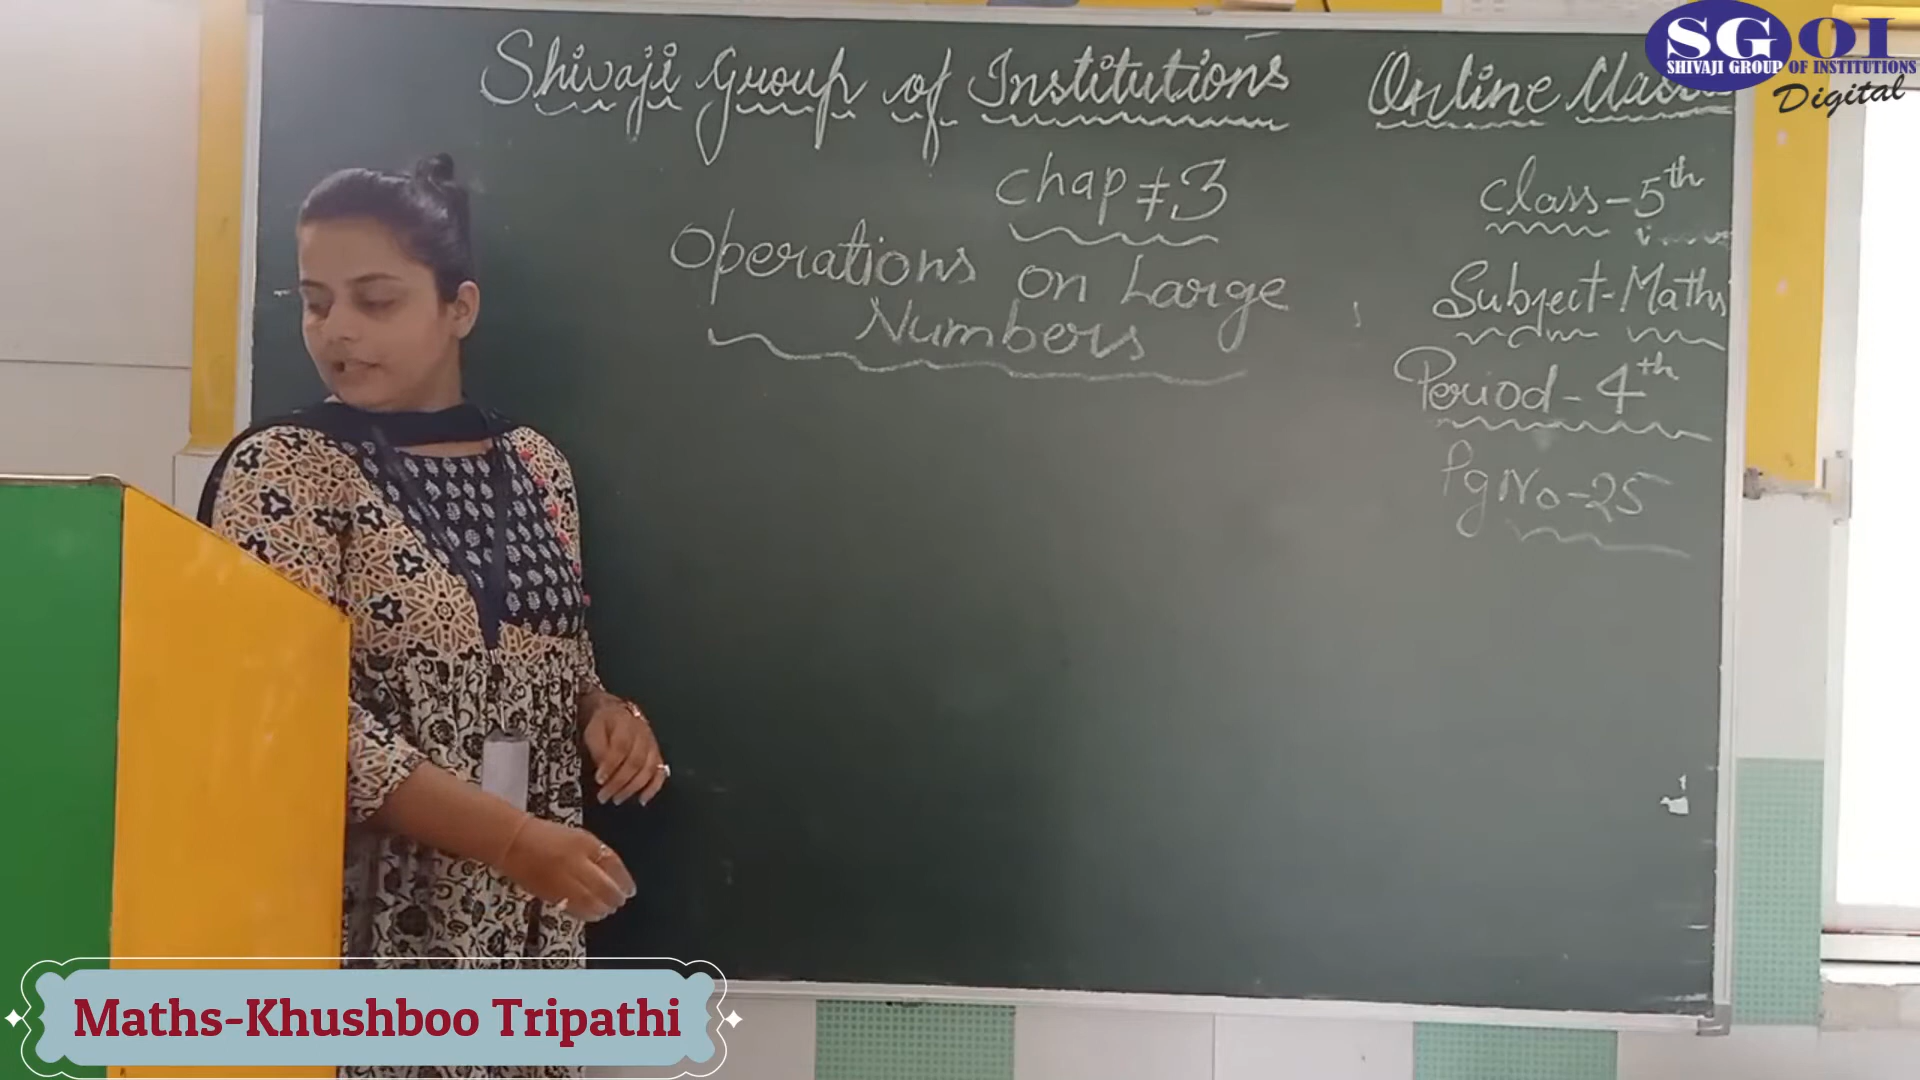 Shivaji Group of Institutions Online
SGOI
SHIVAJI GROUP OF INSTITUTIONS
Digital
Chap # 3
Operations on Large
Numbers
Class - 5th
Subject - Maths
Period - 4th
Pg No - 25
Maths-Khushboo Tripathi